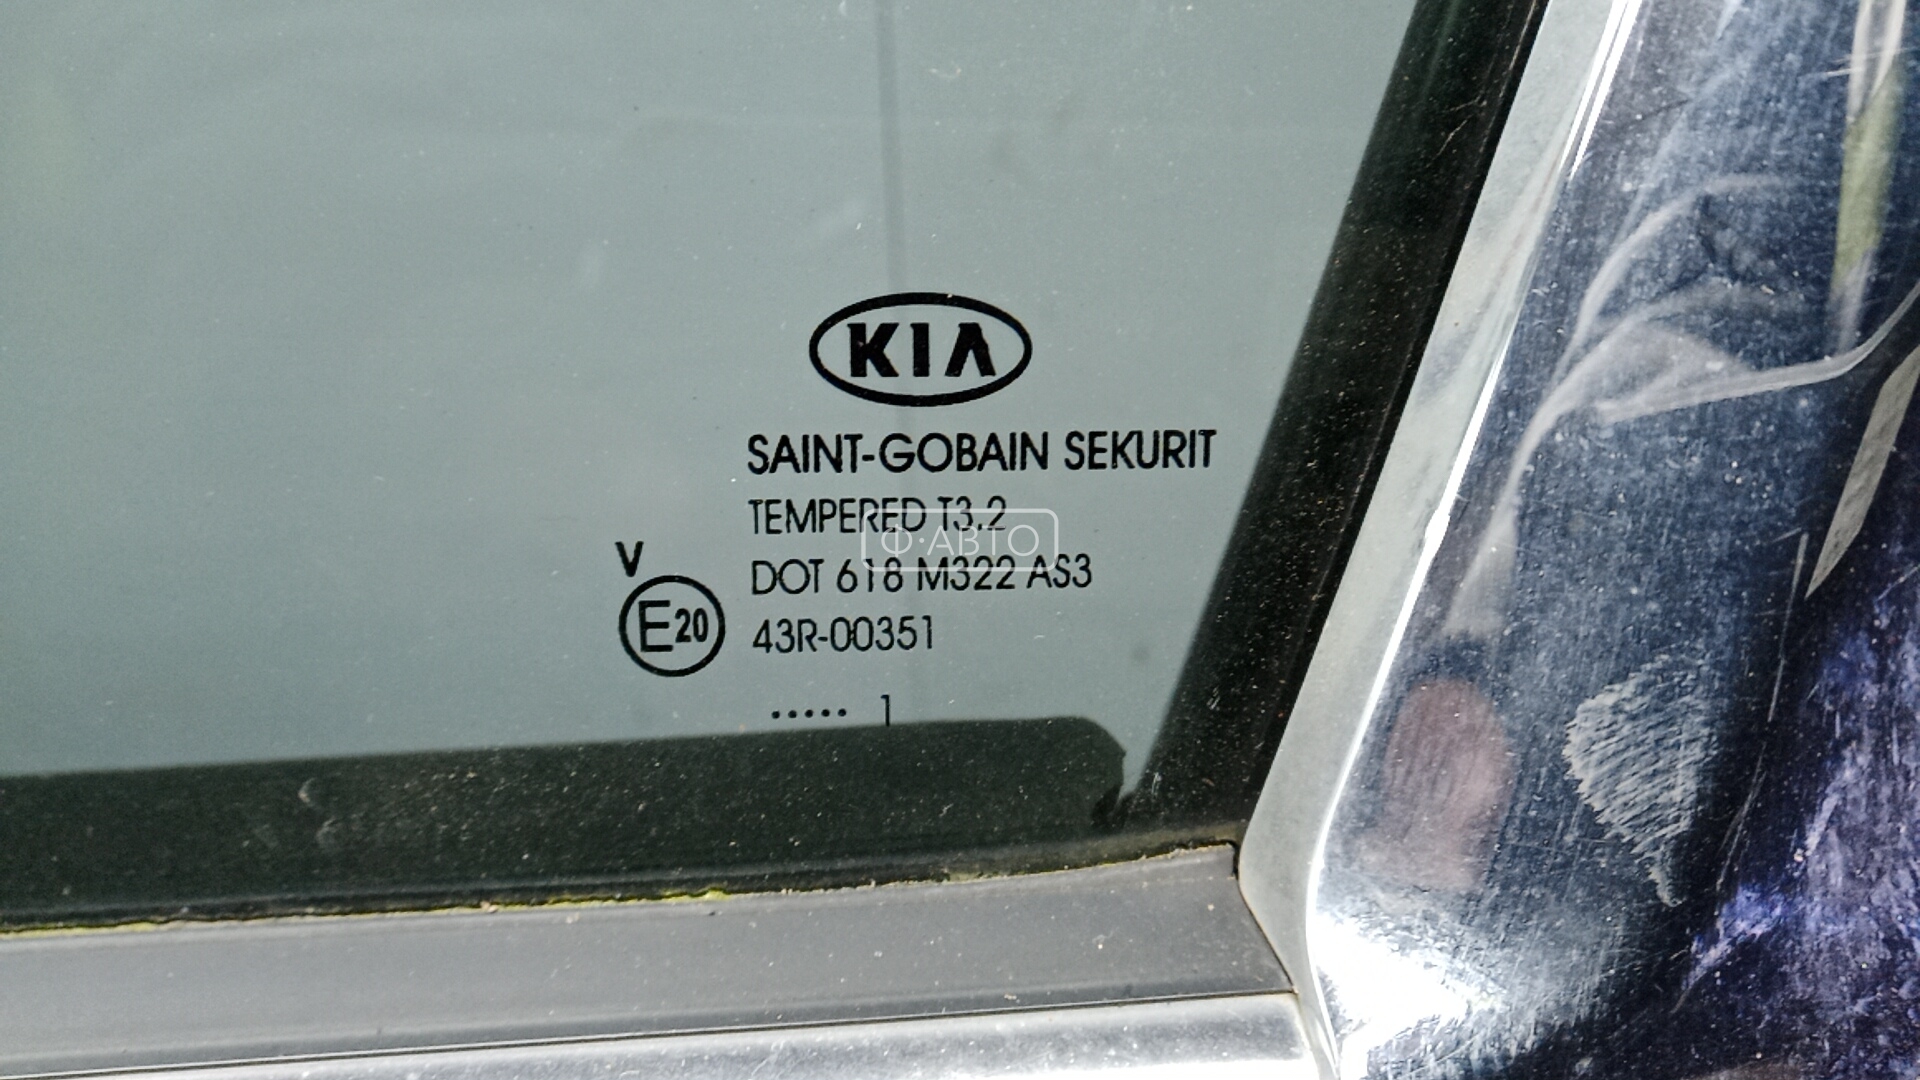 KIA
SAINT-GOBAIN SEKURIT
TEMPERED T3.2
Ф·АВТО
V
DOT 618 M322 AS3
E20
43R-00351
..... 1